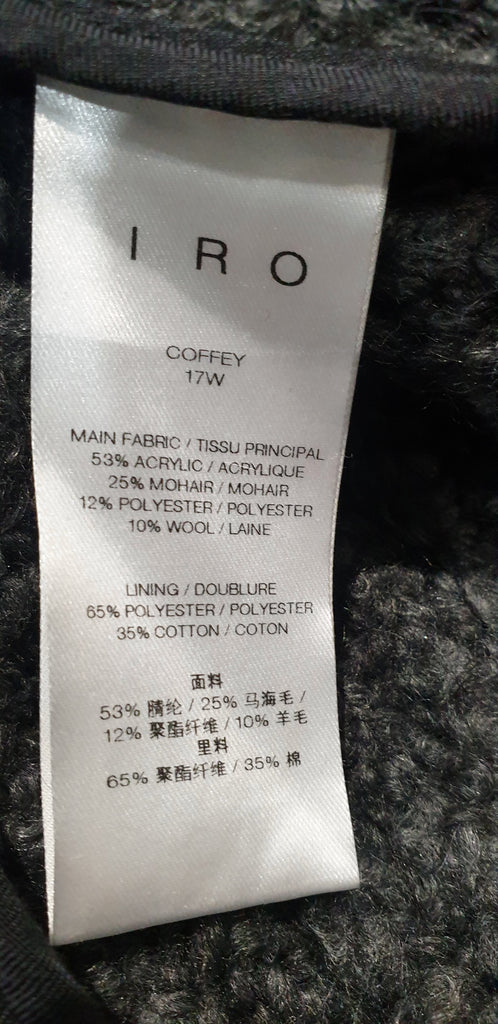 IRO
COFFEY
17W
MAIN FABRIC / TISSU PRINCIPAL
53% ACRYLIC / ACRYLIQUE
25% MOHAIR / MOHAIR
12% POLYESTER / POLYESTER
10% WOOL / LAINE
LINING / DOUBLURE
65% POLYESTER / POLYESTER
35% COTTON / COTON
面料
53% 腈纶 / 25% 马海毛 /
12% 聚酯纤维 / 10% 羊毛
里料
65% 聚酯纤维 / 35% 棉